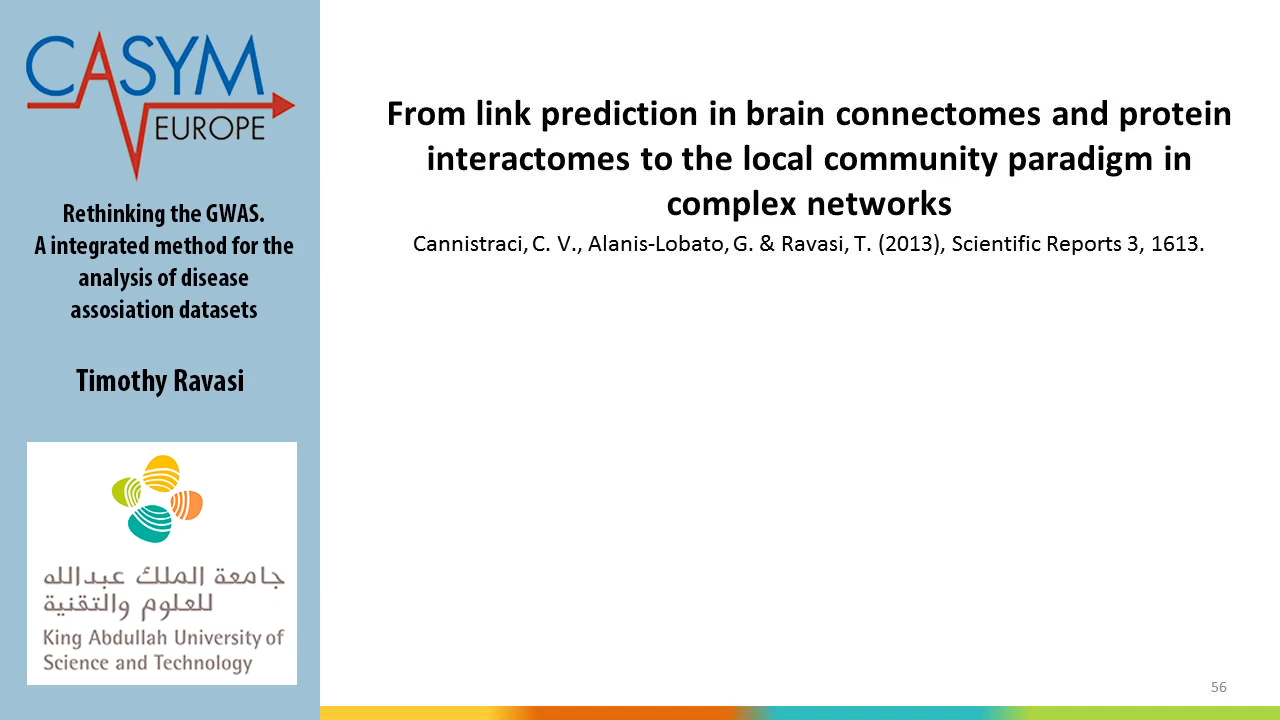 CASYM
EUROPE
Rethinking the GWAS.
A integrated method for the
analysis of disease
assosiation datasets
Timothy Ravasi
جامعة الملك عبدالله
للعلوم والتقنية
King Abdullah University of
Science and Technology
From link prediction in brain connectomes and protein
interactomes to the local community paradigm in
complex networks
Cannistraci, C. V., Alanis-Lobato, G. & Ravasi, T. (2013), Scientific Reports 3, 1613.
56